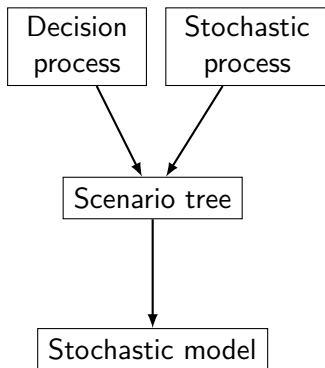 Decision
process
Stochastic
process
Scenario tree
Stochastic model